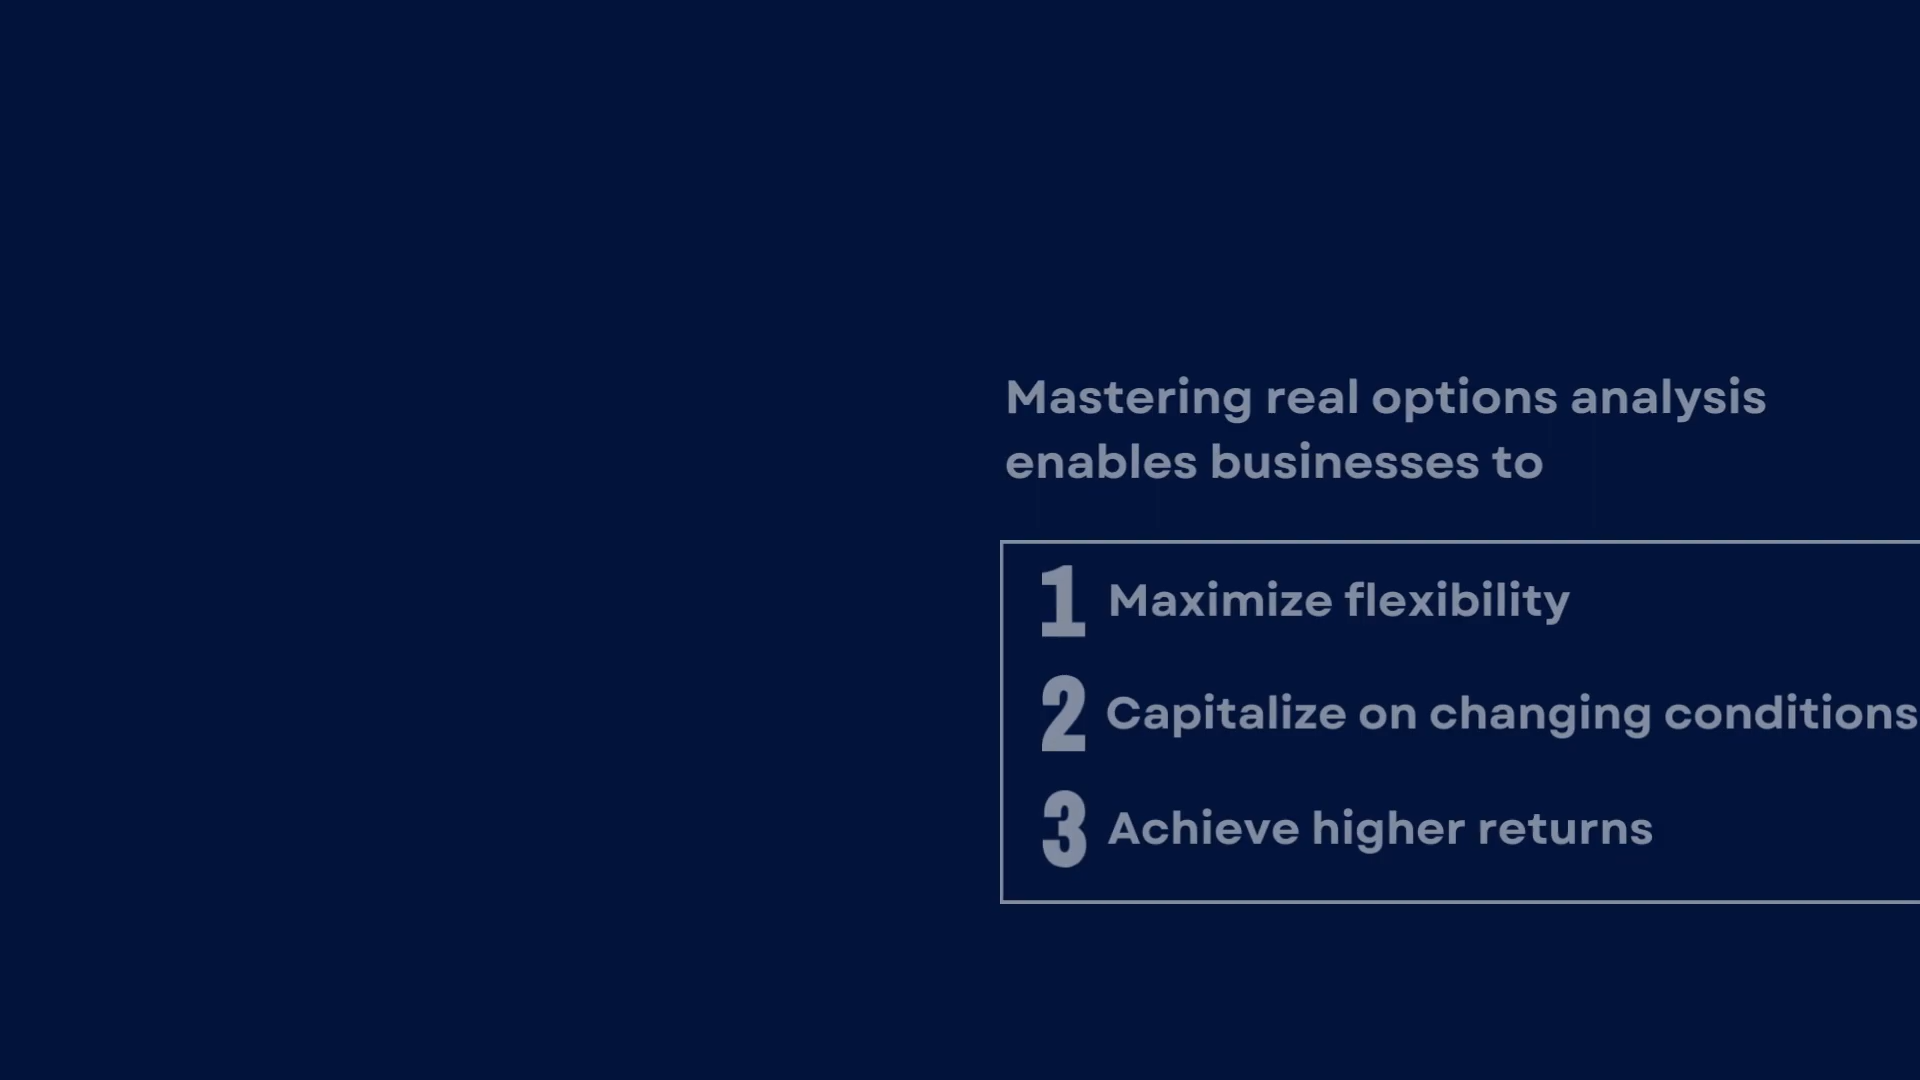 Mastering real options analysis
enables businesses to
1 Maximize flexibility
2 Capitalize on changing conditions
3 Achieve higher returns